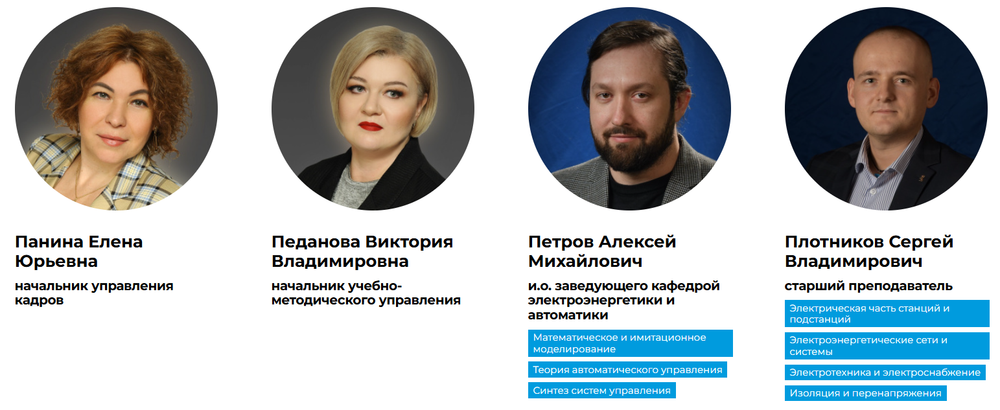 Панина Елена
Юрьевна
начальник управления
кадров
Педанова Виктория
Владимировна
начальник учебно-
методического управления
Петров Алексей
Михайлович
и.о. заведующего кафедрой
электроэнергетики и
автоматики
Математическое и имитационное
моделирование
Теория автоматического управления
Синтез систем управления
Плотников Сергей
Владимирович
старший преподаватель
Электрическая часть станций и
подстанций
Электроэнергетические сети и
системы
Электротехника и электроснабжение
Изоляция и перенапряжения